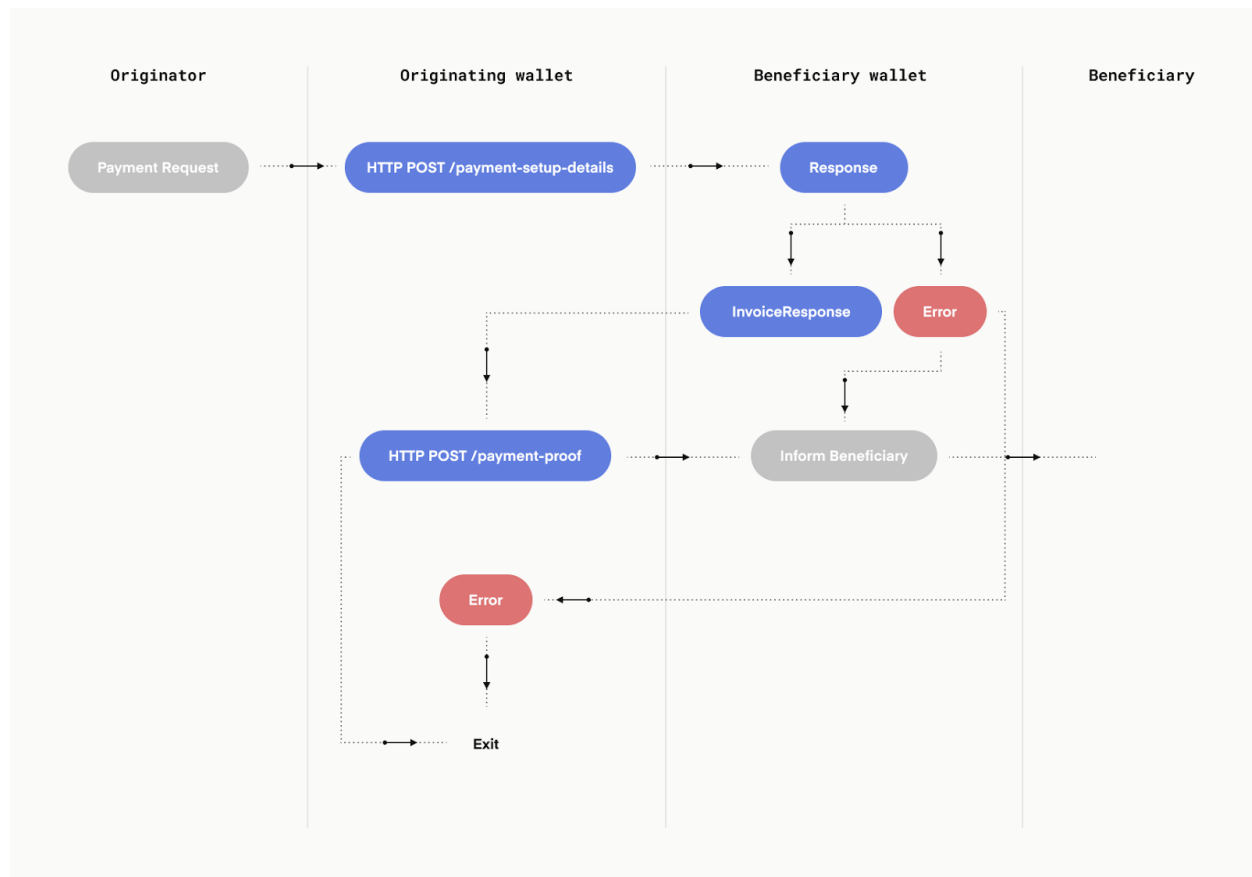 Originator
Originating wallet
Beneficiary wallet
Beneficiary
Payment Request
HTTP POST /payment-setup-details
Response
InvoiceResponse
Error
HTTP POST /payment-proof
Inform Beneficiary
Error
Exit